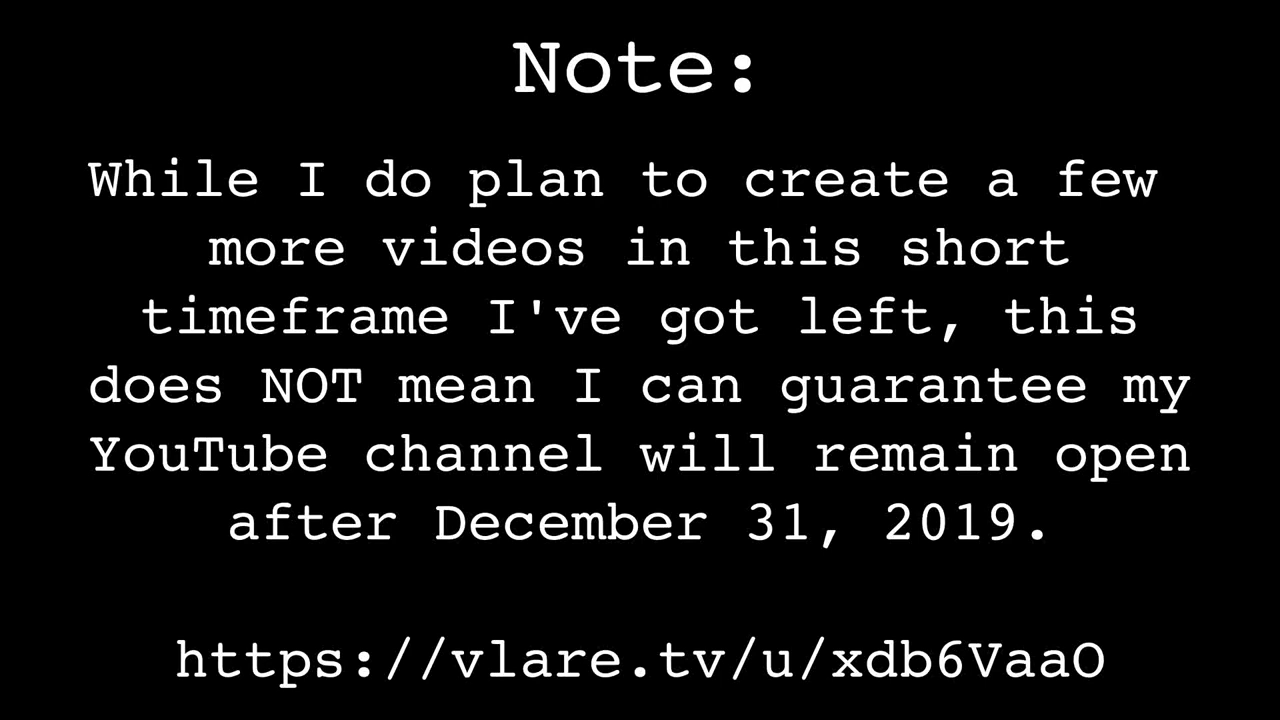 Note:
While I do plan to create a few
more videos in this short
timeframe I've got left, this
does NOT mean I can guarantee my
YouTube channel will remain open
after December 31, 2019.
https://vlare.tv/u/xdb6VaaO